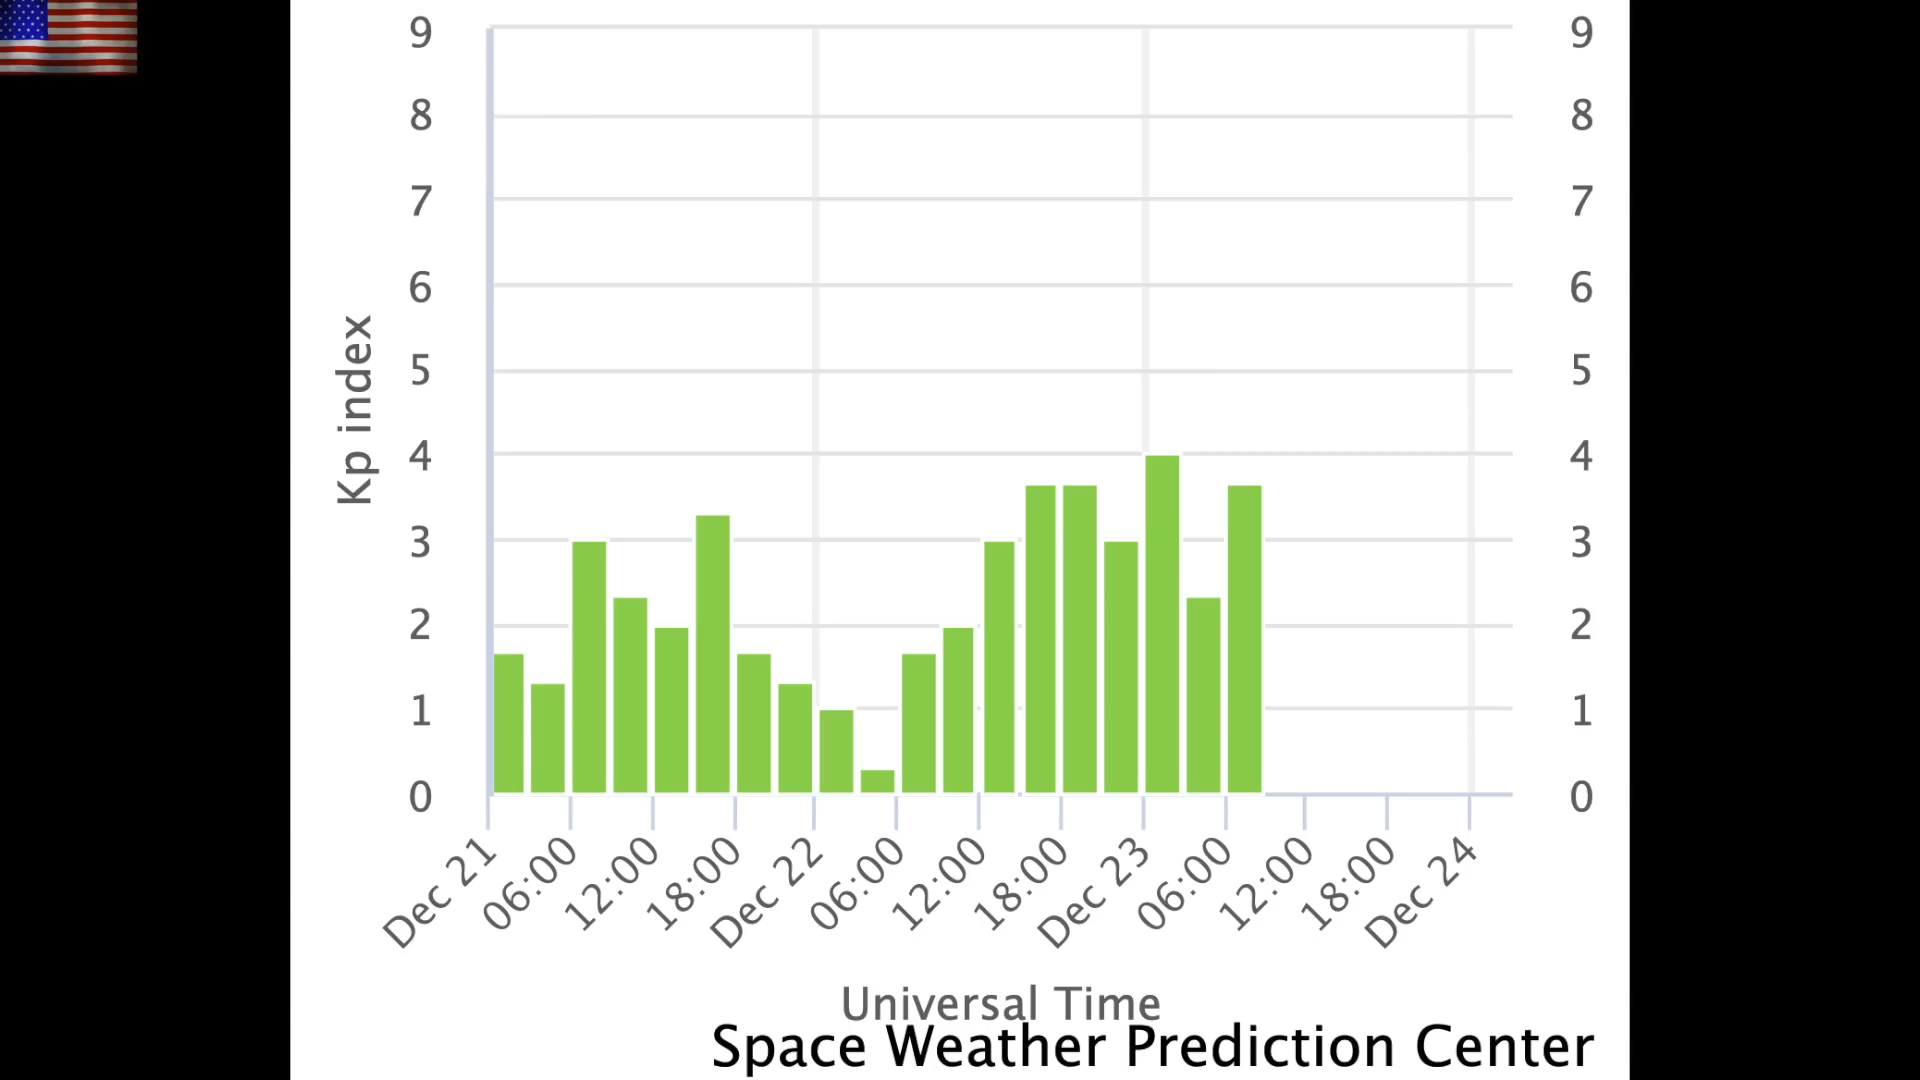 9 9
8 8
7 7
6 6
5 5
4 4
3 3
2 2
1 1
0 0
Kp index
Dec 21 06:00 12:00 18:00 Dec 22 06:00 12:00 18:00 Dec 23 06:00 12:00 18:00 Dec 24
Universal Time
Space Weather Prediction Center